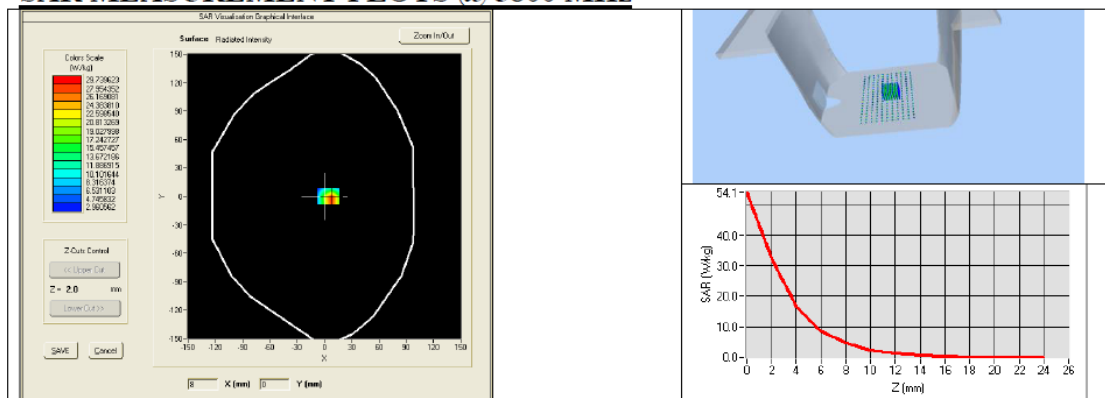 SAR MEASUREMENT PLOTS @ 5800 MHz
SAR Visualisation Graphical Interface
Surface Radiated Intensity
Zoom In/Out
Colors Scale
(W/kg)
29.739623
27.954352
26.169081
24.383810
22.598540
20.813269
19.027998
17.242727
15.457457
13.672186
11.886915
10.101644
8.316374
6.531103
4.745832
2.960562
Z-Cuts Control
<< Upper Cut
Z = 2.0 mm
Lower Cut >>
SAVE Cancel
150
120
90
60
30
Y 0
-30
-60
-90
-120
-150
-150 -120 -90 -60 -30 0 30 60 90 120 150
X
8 X (mm) 0 Y (mm)
SAR (W/kg)
54.1
40.0
30.0
20.0
10.0
0.0
0 2 4 6 8 10 12 14 16 18 20 22 24 26
Z (mm)